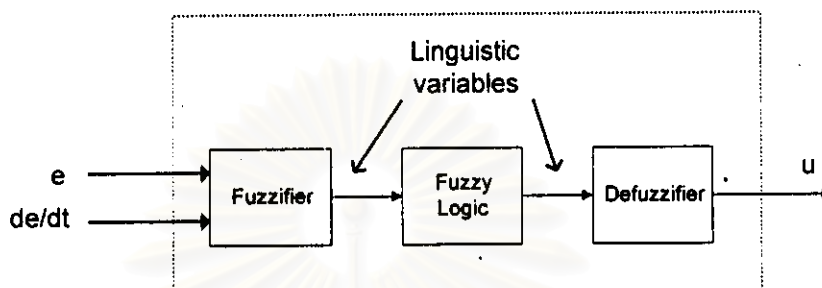 Linguistic
variables
e
de/dt
Fuzzifier
Fuzzy
Logic
Defuzzifier
u